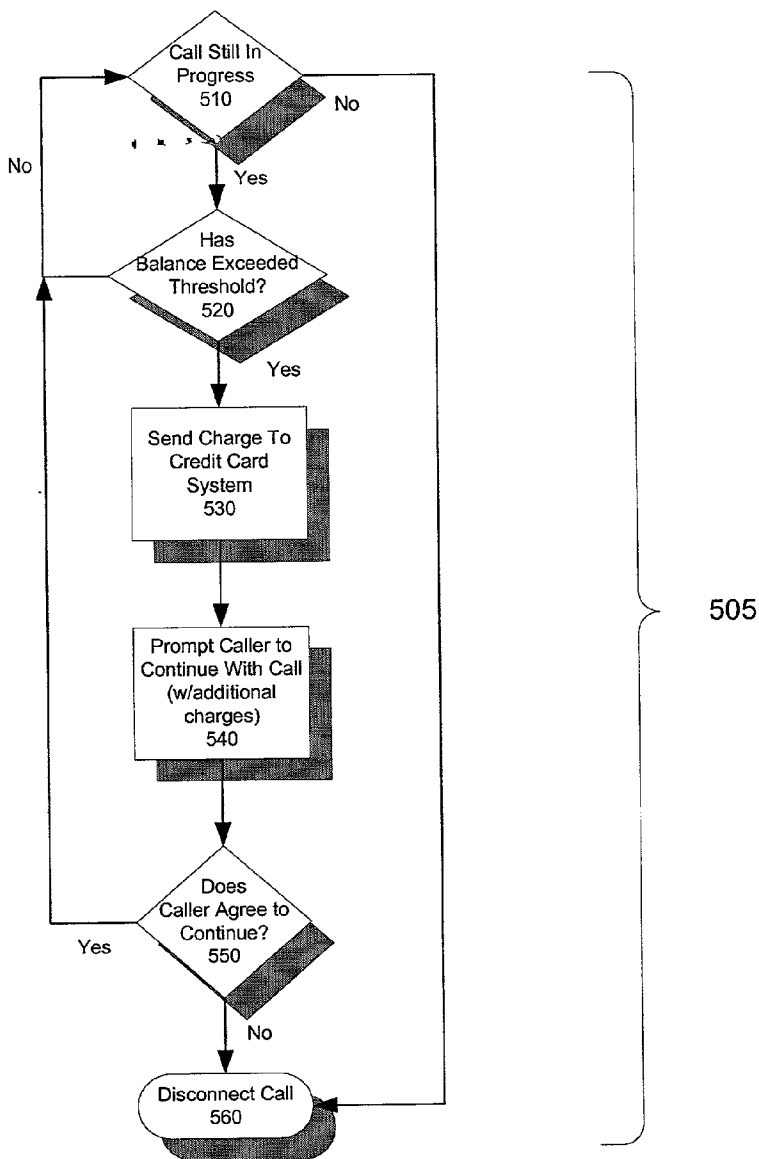 Call Still In
Progress
510
No
Yes
No
Has
Balance Exceeded
Threshold?
520
Yes
Send Charge To
Credit Card
System
530
505
Prompt Caller to
Continue With Call
(w/additional
charges)
540
Does
Caller Agree to
Continue?
550
Yes
No
Disconnect Call
560